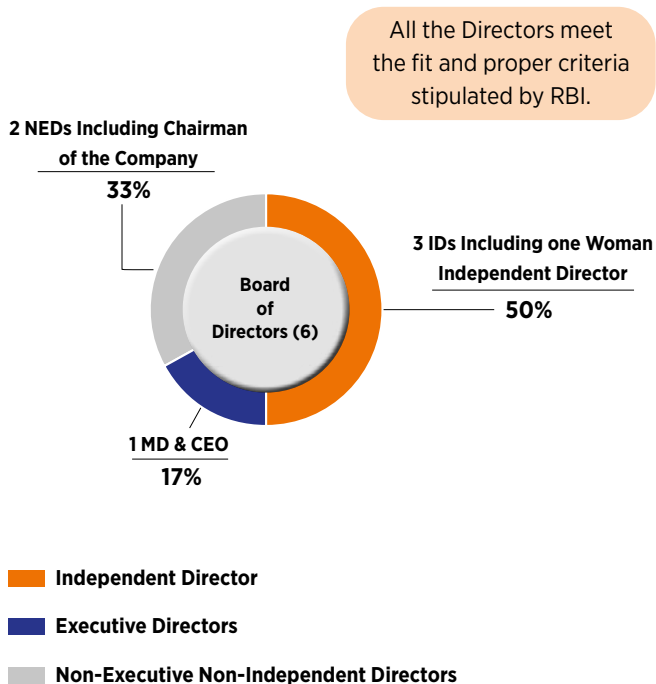 All the Directors meet
the fit and proper criteria
stipulated by RBI.
2 NEDs Including Chairman
of the Company
33%
3 IDs Including one Woman
Independent Director
50%
Board
of
Directors (6)
1 MD & CEO
17%
Independent Director
Executive Directors
Non-Executive Non-Independent Directors